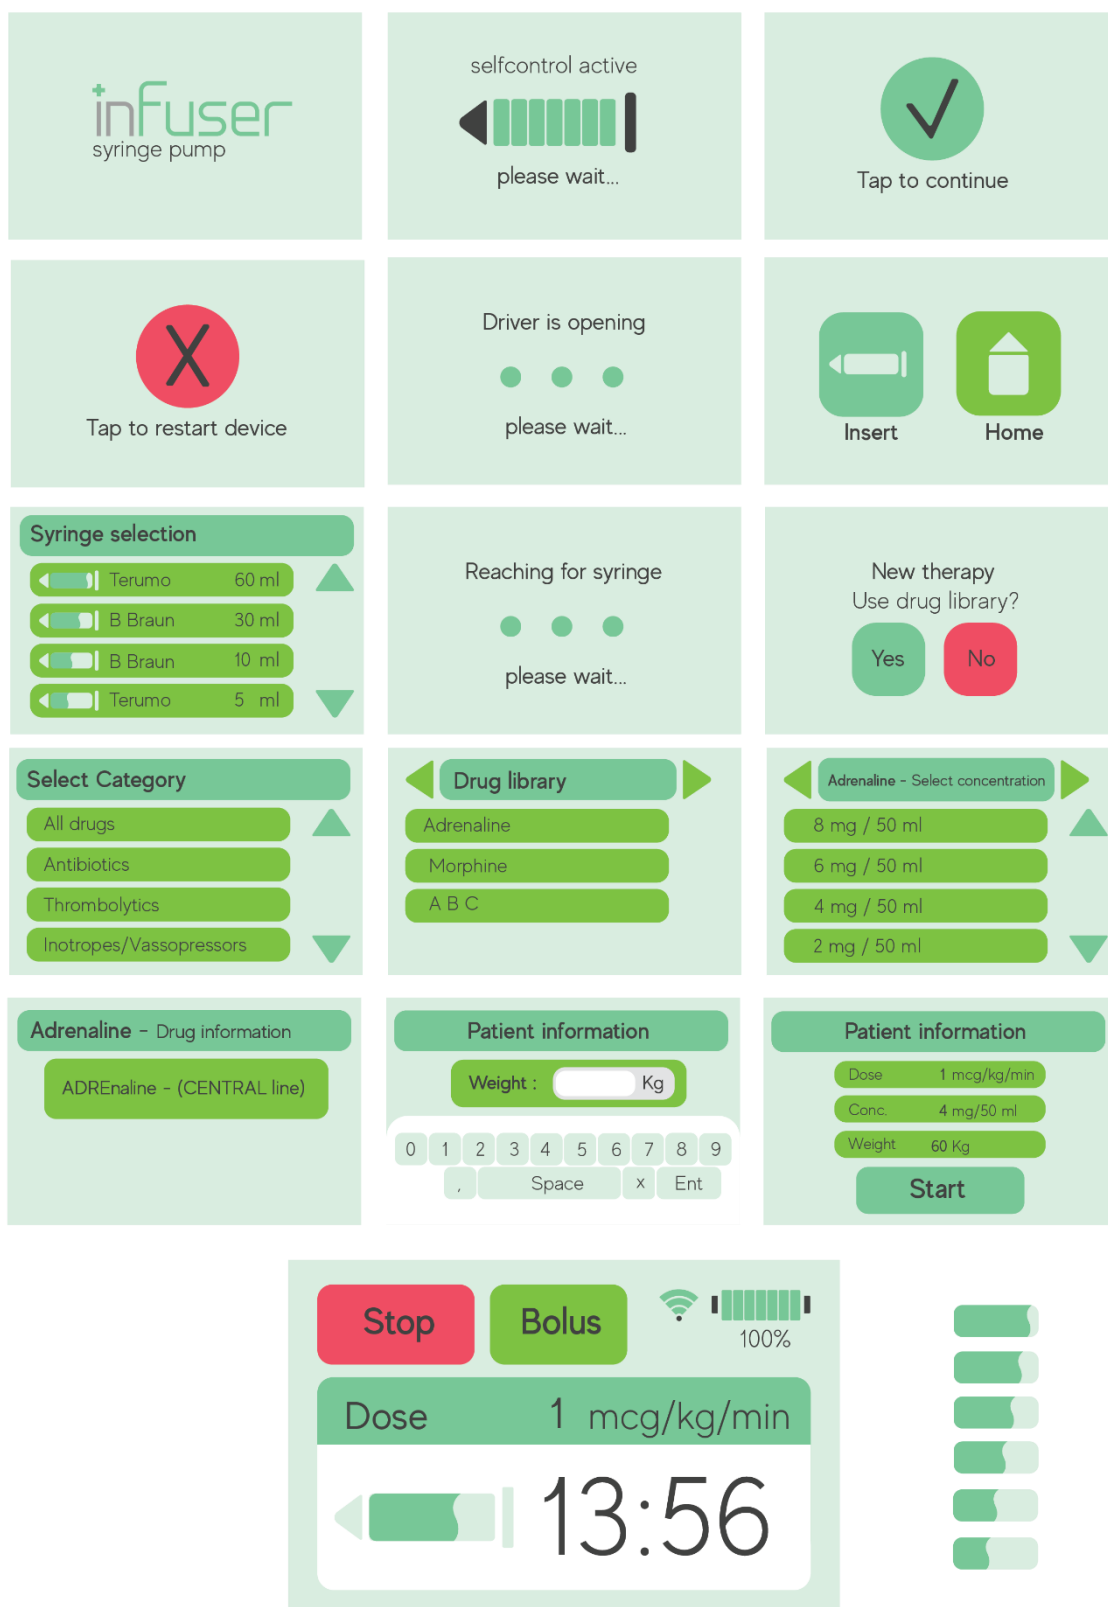 inFuser
syringe pump
selfcontrol active
please wait...
Tap to continue
X
Tap to restart device
Driver is opening
please wait...
Insert
Home
Syringe selection
Terumo 60 ml
B Braun 30 ml
B Braun 10 ml
Terumo 5 ml
Reaching for syringe
please wait...
New therapy
Use drug library?
Yes No
Select Category
All drugs
Antibiotics
Thrombolytics
Inotropes/Vassopressors
Drug library
Adrenaline
Morphine
A B C
Adrenaline - Select concentration
8 mg / 50 ml
6 mg / 50 ml
4 mg / 50 ml
2 mg / 50 ml
Adrenaline - Drug information
ADREnaline - (CENTRAL line)
Patient information
Weight : Kg
0 1 2 3 4 5 6 7 8 9
, Space x Ent
Patient information
Dose 1 mcg/kg/min
Conc. 4 mg/50 ml
Weight 60 Kg
Start
Stop Bolus
100%
Dose 1 mcg/kg/min
13:56